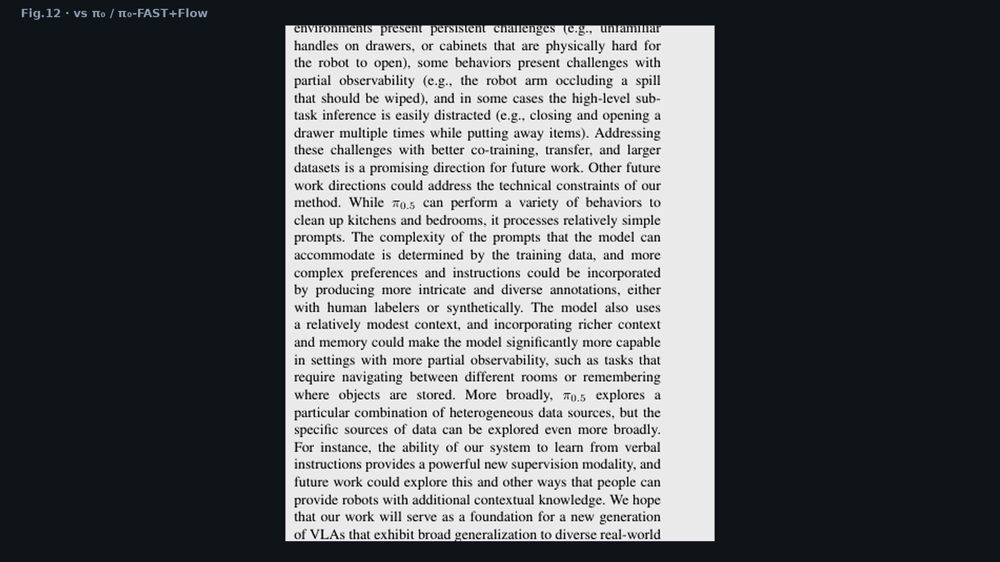 Fig.12 · vs π₀ / π₀-FAST+Flow
environments present persistent challenges (e.g., unfamiliar
handles on drawers, or cabinets that are physically hard for
the robot to open), some behaviors present challenges with
partial observability (e.g., the robot arm occluding a spill
that should be wiped), and in some cases the high-level sub-
task inference is easily distracted (e.g., closing and opening a
drawer multiple times while putting away items). Addressing
these challenges with better co-training, transfer, and larger
datasets is a promising direction for future work. Other future
work directions could address the technical constraints of our
method. While π₀.₅ can perform a variety of behaviors to
clean up kitchens and bedrooms, it processes relatively simple
prompts. The complexity of the prompts that the model can
accommodate is determined by the training data, and more
complex preferences and instructions could be incorporated
by producing more intricate and diverse annotations, either
with human labelers or synthetically. The model also uses
a relatively modest context, and incorporating richer context
and memory could make the model significantly more capable
in settings with more partial observability, such as tasks that
require navigating between different rooms or remembering
where objects are stored. More broadly, π₀.₅ explores a
particular combination of heterogeneous data sources, but the
specific sources of data can be explored even more broadly.
For instance, the ability of our system to learn from verbal
instructions provides a powerful new supervision modality, and
future work could explore this and other ways that people can
provide robots with additional contextual knowledge. We hope
that our work will serve as a foundation for a new generation
of VLAs that exhibit broad generalization to diverse real-world